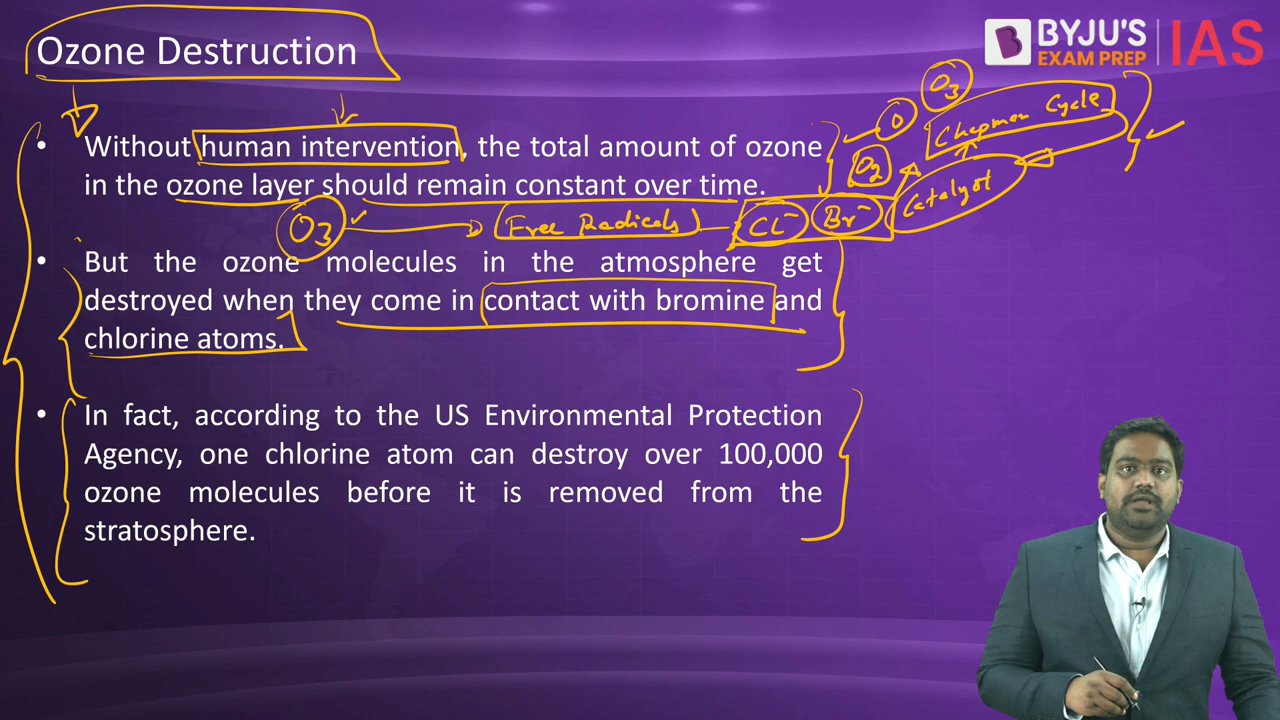 Ozone Destruction
BYJU'S
EXAM PREP
IAS
O3
Chapman Cycle
O
• Without human intervention, the total amount of ozone
in the ozone layer should remain constant over time.
O2
Catalyst
O3
Free Radicals
Cl-
Br-
• But the ozone molecules in the atmosphere get
destroyed when they come in contact with bromine and
chlorine atoms.
• In fact, according to the US Environmental Protection
Agency, one chlorine atom can destroy over 100,000
ozone molecules before it is removed from the
stratosphere.